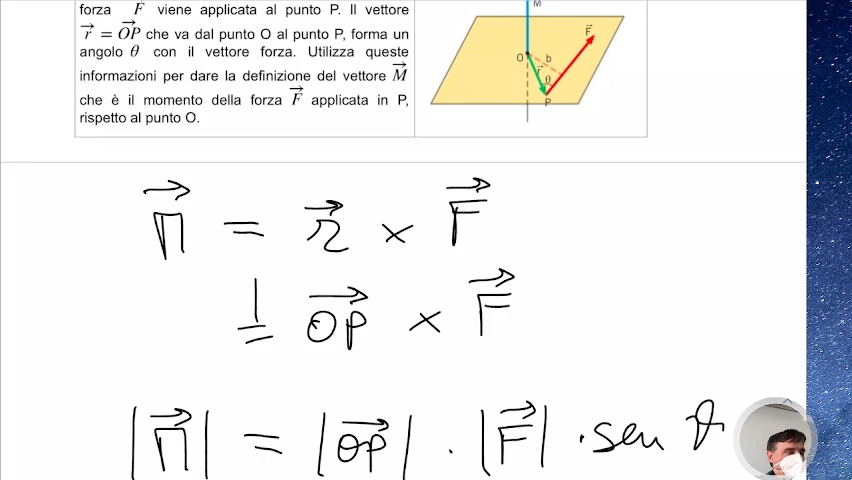 forza F⃗ viene applicata al punto P. Il vettore
r⃗ = OP⃗ che va dal punto O al punto P, forma un
angolo θ con il vettore forza. Utilizza queste
informazioni per dare la definizione del vettore M⃗
che è il momento della forza F⃗ applicata in P,
rispetto al punto O.
M
F⃗
O
b
r⃗
θ
P
M⃗ = r⃗ × F⃗
= OP⃗ × F⃗
|M⃗| = |OP⃗| · |F⃗| · sen θ